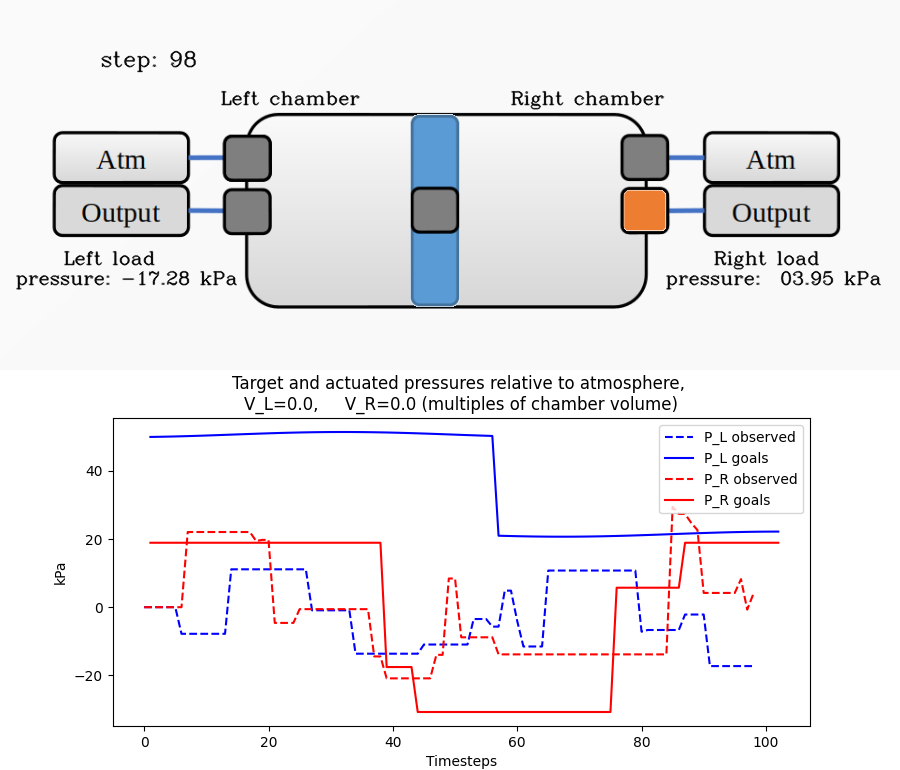 step: 98
Left chamber
Right chamber
Atm
Atm
Output
Output
Left load
pressure: −17.28 kPa
Right load
pressure: 03.95 kPa
Target and actuated pressures relative to atmosphere,
V_L=0.0, V_R=0.0 (multiples of chamber volume)
P_L observed
P_L goals
P_R observed
P_R goals
kPa
40
20
0
−20
0 20 40 60 80 100
Timesteps